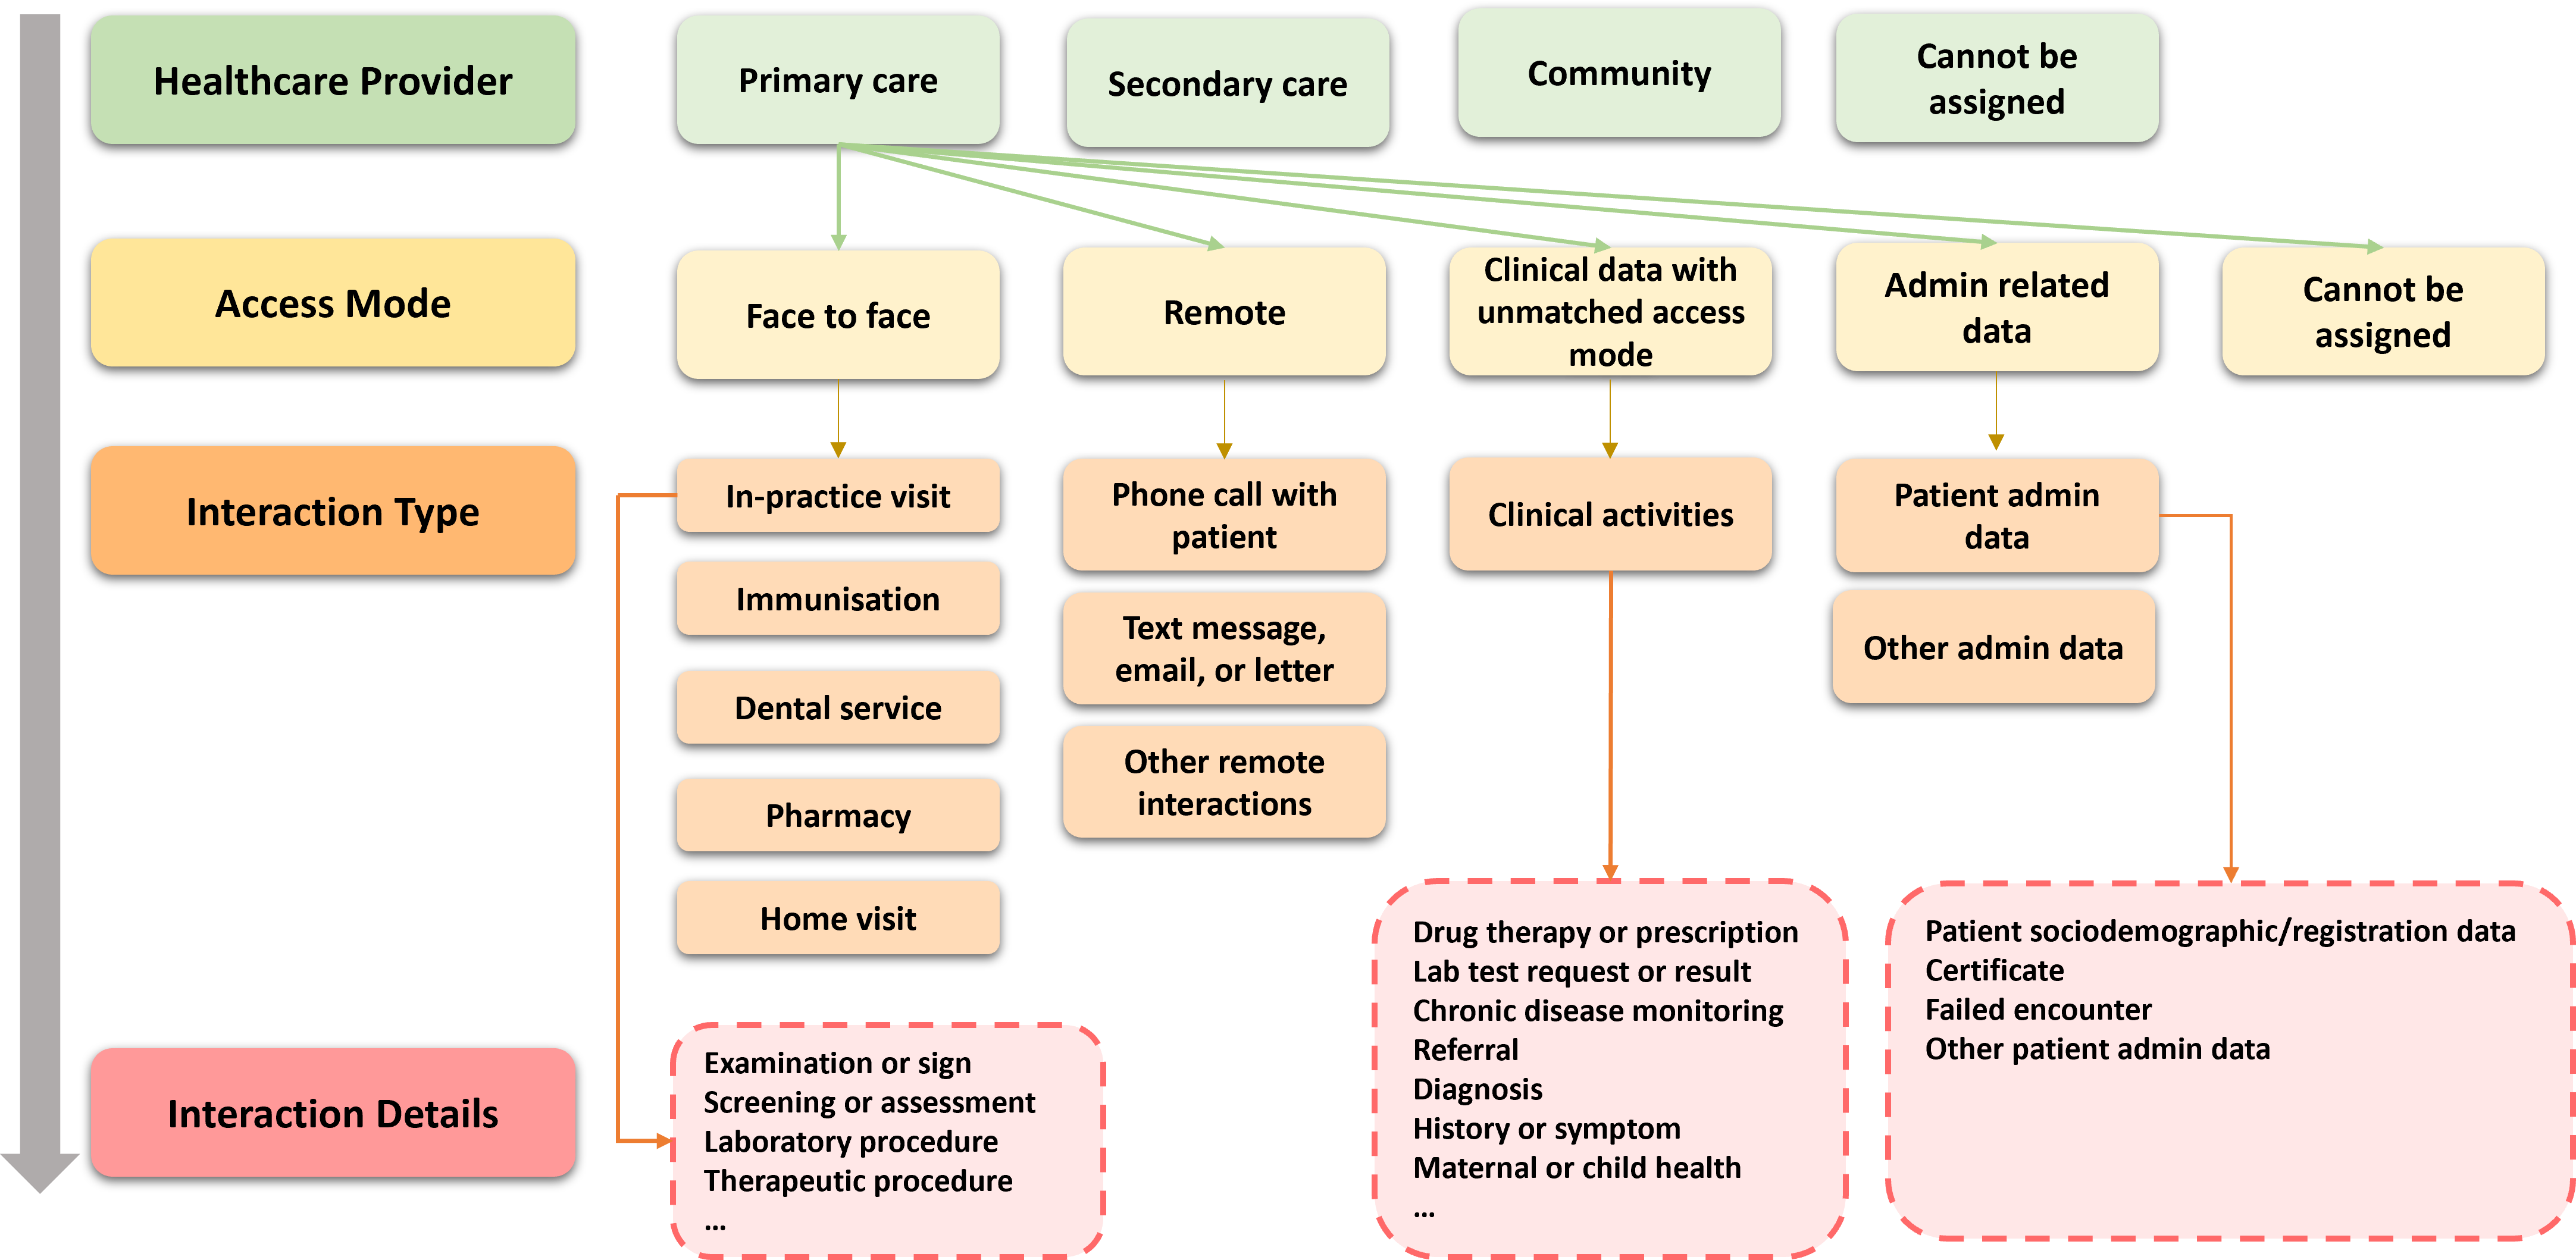 Healthcare Provider
Primary care
Secondary care
Community
Cannot be
assigned
Access Mode
Face to face
Remote
Clinical data with
unmatched access
mode
Admin related
data
Cannot be
assigned
Interaction Type
In-practice visit
Immunisation
Dental service
Pharmacy
Home visit
Phone call with
patient
Text message,
email, or letter
Other remote
interactions
Clinical activities
Patient admin
data
Other admin data
Interaction Details
Examination or sign
Screening or assessment
Laboratory procedure
Therapeutic procedure
...
Drug therapy or prescription
Lab test request or result
Chronic disease monitoring
Referral
Diagnosis
History or symptom
Maternal or child health
...
Patient sociodemographic/registration data
Certificate
Failed encounter
Other patient admin data